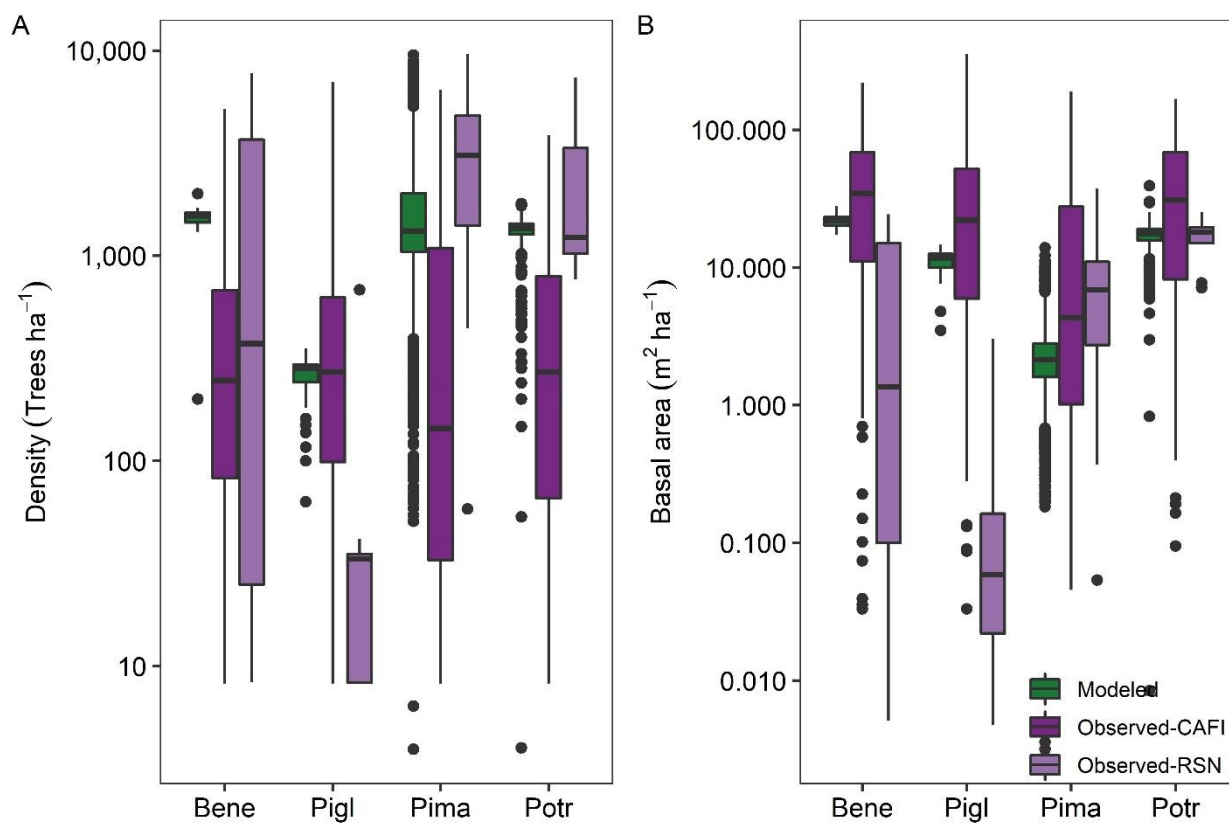 A
Density (Trees ha⁻¹)
10,000
1,000
100
10
Bene Pigl Pima Potr
B
Basal area (m² ha⁻¹)
100.000
10.000
1.000
0.100
0.010
Modeled
Observed-CAFI
Observed-RSN
Bene Pigl Pima Potr